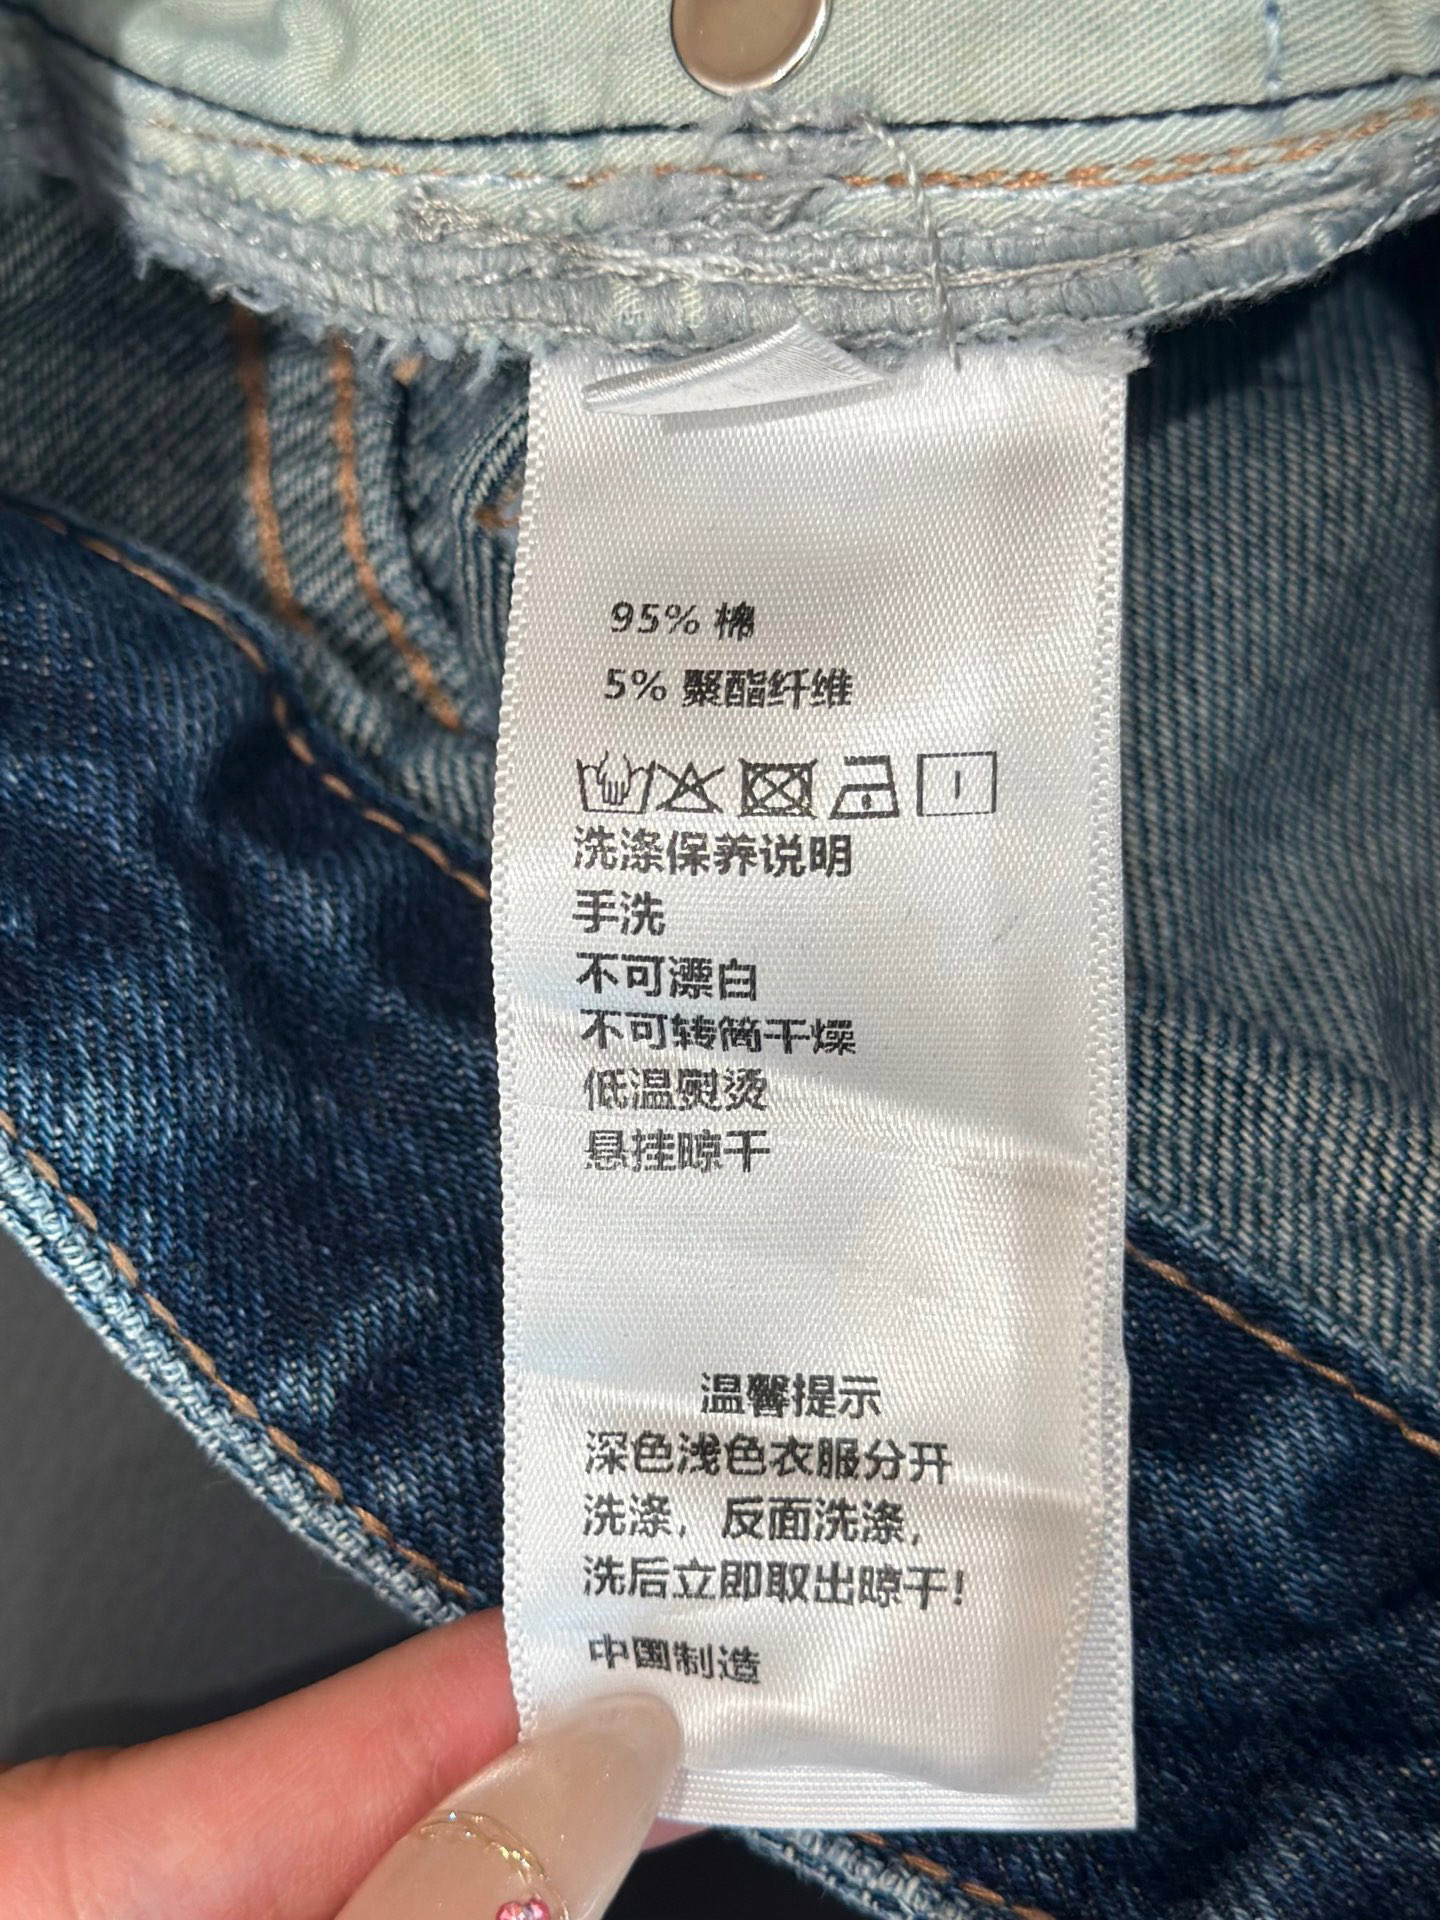 95% 棉
5% 聚酯纤维
洗涤保养说明
手洗
不可漂白
不可转筒干燥
低温熨烫
悬挂晾干
温馨提示
深色浅色衣服分开
洗涤，反面洗涤，
洗后立即取出晾干!
中国制造